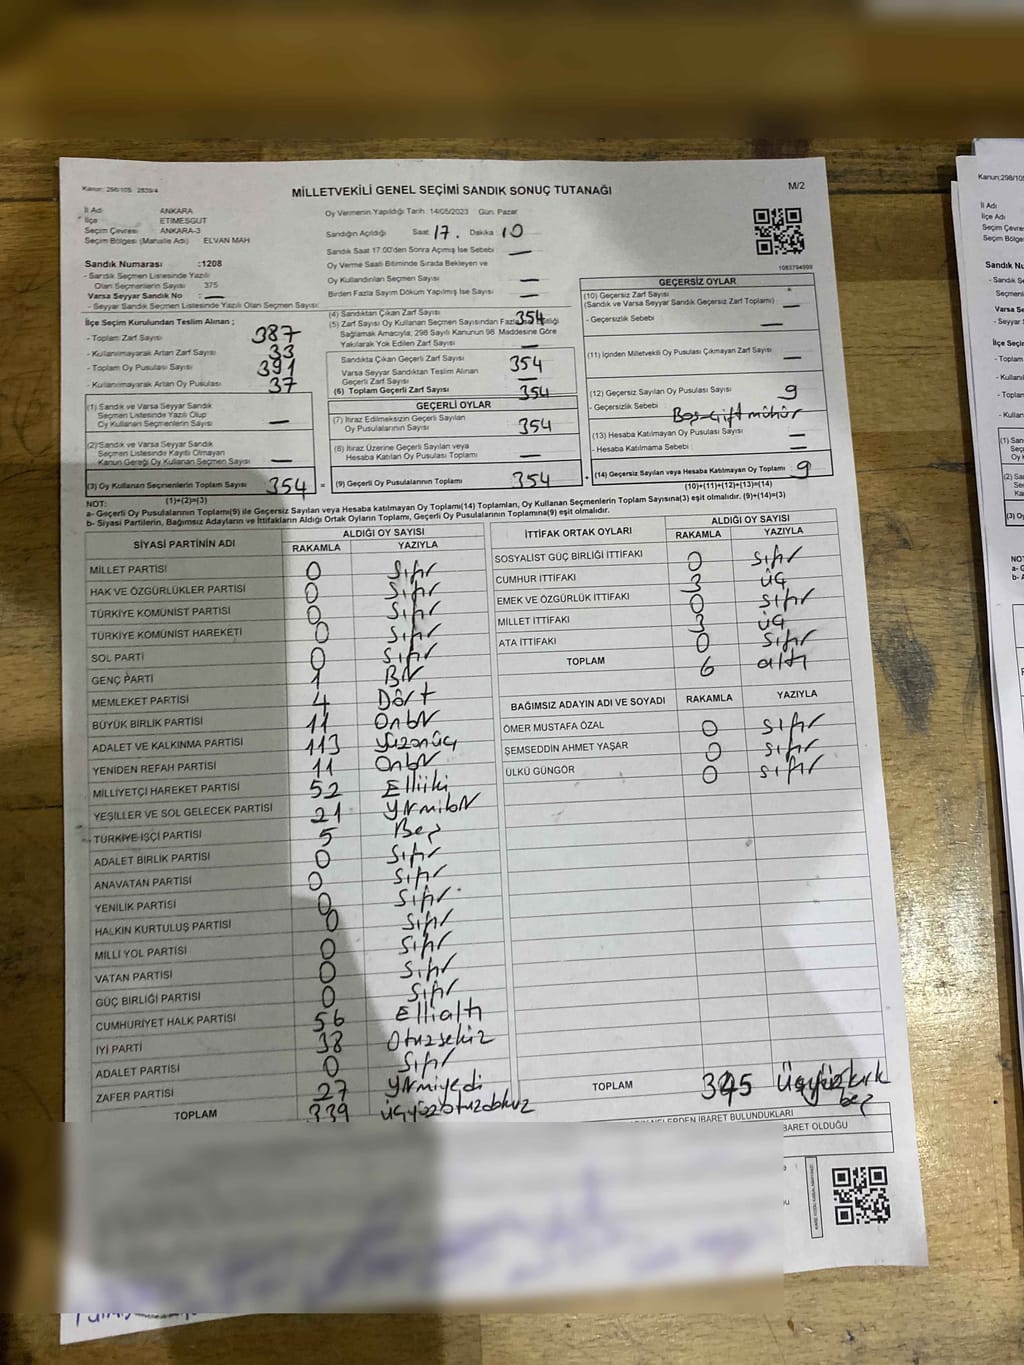 Kanun: 298/105 2839/4
MİLLETVEKİLİ GENEL SEÇİMİ SANDIK SONUÇ TUTANAĞI
M/2
İl Adı ANKARA
İlçe ETİMESGUT
Seçim Çevresi ANKARA-3
Seçim Bölgesi (Mahalle Adı) ELVAN MAH
Oy Vermenin Yapıldığı Tarih 14/05/2023 Gün: Pazar
Sandığın Açıldığı Saat 17. Dakika 10
Sandık Saat 17.00'den Sonra Açımış İse Sebebi —
Oy Verme Saati Bitiminde Sırada Bekleyen ve
Oy Kullandırılan Seçmen Sayısı —
Birden Fazla Sayım Döküm Yapılmış İse Sayısı —
1083794999
Sandık Numarası :1208
- Sandık Seçmen Listesinde Yazılı
Olan Seçmenlerin Sayısı 375
Varsa Seyyar Sandık No : —
- Seyyar Sandık Seçmen Listesinde Yazılı Olan Seçmen Sayısı:
İlçe Seçim Kurulundan Teslim Alınan ;
- Toplam Zarf Sayısı 387
- Kullanılmayarak Artan Zarf Sayısı 33
- Toplam Oy Pusulası Sayısı 391
- Kullanılmayarak Artan Oy Pusulası 37
(1) Sandık ve Varsa Seyyar Sandık
Seçmen Listesinde Yazılı Olup
Oy Kullanan Seçmenlerin Sayısı —
(2) Sandık ve Varsa Seyyar Sandık
Seçmen Listesinde Kayıtlı Olmayan
Kanun Gereği Oy Kullanan Seçmen Sayısı —
(3) Oy Kullanan Seçmenlerin Toplam Sayısı 354
(1)+(2)=(3)
(4) Sandıktan Çıkan Zarf Sayısı 354
(5) Zarf Sayısı Oy Kullanan Seçmen Sayısından
Sağlamak Amacıyla, 298 Sayılı Kanunun 98. Maddesine Göre
Yakılarak Yok Edilen Zarf Sayısı
Sandıkta Çıkan Geçerli Zarf Sayısı 354
Varsa Seyyar Sandıktan Teslim Alınan
Geçerli Zarf Sayısı —
(6) Toplam Geçerli Zarf Sayısı 354
GEÇERLİ OYLAR
(7) İtiraz Edilmeksizin Geçerli Sayılan
Oy Pusulalarının Sayısı 354
(8) İtiraz Üzerine Geçerli Sayılan veya
Hesaba Katılan Oy Pusulası Toplamı —
= (9) Geçerli Oy Pusulalarının Toplamı 354
GEÇERSİZ OYLAR
(10) Geçersiz Zarf Sayısı
(Sandık ve Varsa Seyyar Sandık Geçersiz Zarf Toplamı) -
- Geçersizlik Sebebi —
(11) İçinden Milletvekili Oy Pusulası Çıkmayan Zarf Sayısı —
(12) Geçersiz Sayılan Oy Pusulası Sayısı 9
- Geçersizlik Sebebi Boş-Çift mühür
(13) Hesaba Katılmayan Oy Pusulası Sayısı —
- Hesaba Katılmama Sebebi —
+ (14) Geçersiz Sayılan veya Hesaba Katılmayan Oy Toplamı : 9
(10)+(11)+(12)+(13)=(14)
NOT:
a- Geçerli Oy Pusulalarının Toplamı(9) ile Geçersiz Sayılan veya Hesaba katılmayan Oy Toplamı(14) Toplamları, Oy Kullanan Seçmenlerin Toplam Sayısına(3) eşit olmalıdır. (9)+(14)=(3)
b- Siyasi Partilerin, Bağımsız Adayların ve İttifakların Aldığı Ortak Oyların Toplamı, Geçerli Oy Pusulalarının Toplamına(9) eşit olmalıdır.
SİYASİ PARTİNİN ADI ALDIĞI OY SAYISI
RAKAMLA YAZIYLA
MİLLET PARTİSİ 0 Sıfır
HAK VE ÖZGÜRLÜKLER PARTİSİ 0 Sıfır
TÜRKİYE KOMÜNİST PARTİSİ 0 Sıfır
TÜRKİYE KOMÜNİST HAREKETİ 0 Sıfır
SOL PARTİ 0 Sıfır
GENÇ PARTİ 1 Bir
MEMLEKET PARTİSİ 4 Dört
BÜYÜK BİRLİK PARTİSİ 11 Onbir
ADALET VE KALKINMA PARTİSİ 113 Yüzonüç
YENİDEN REFAH PARTİSİ 11 Onbir
MİLLİYETÇİ HAREKET PARTİSİ 52 Elliiki
YEŞİLLER VE SOL GELECEK PARTİSİ 21 Yirmibir
TÜRKİYE İŞÇİ PARTİSİ 5 Beş
ADALET BİRLİK PARTİSİ 0 Sıfır
ANAVATAN PARTİSİ 0 Sıfır
YENİLİK PARTİSİ 0 Sıfır
HALKIN KURTULUŞ PARTİSİ 0 Sıfır
MİLLİ YOL PARTİSİ 0 Sıfır
VATAN PARTİSİ 0 Sıfır
GÜÇ BİRLİĞİ PARTİSİ 0 Sıfır
CUMHURİYET HALK PARTİSİ 56 Ellialtı
İYİ PARTİ 38 Otuzsekiz
ADALET PARTİSİ 0 Sıfır
ZAFER PARTİSİ 27 Yirmiyedi
TOPLAM 339 üçyüzotuzdokuz
İTTİFAK ORTAK OYLARI ALDIĞI OY SAYISI
RAKAMLA YAZIYLA
SOSYALİST GÜÇ BİRLİĞİ İTTİFAKI 0 Sıfır
CUMHUR İTTİFAKI 3 üç
EMEK VE ÖZGÜRLÜK İTTİFAKI 0 Sıfır
MİLLET İTTİFAKI 3 üç
ATA İTTİFAKI 0 Sıfır
TOPLAM 6 altı
BAĞIMSIZ ADAYIN ADI VE SOYADI RAKAMLA YAZIYLA
ÖMER MUSTAFA ÖZAL 0 Sıfır
ŞEMSEDDİN AHMET YAŞAR 0 Sıfır
ÜLKÜ GÜNGÖR 0 Sıfır
TOPLAM 345 üçyüzkırk
beş
NELERDEN İBARET BULUNDUKLARI
BARET OLDUĞU